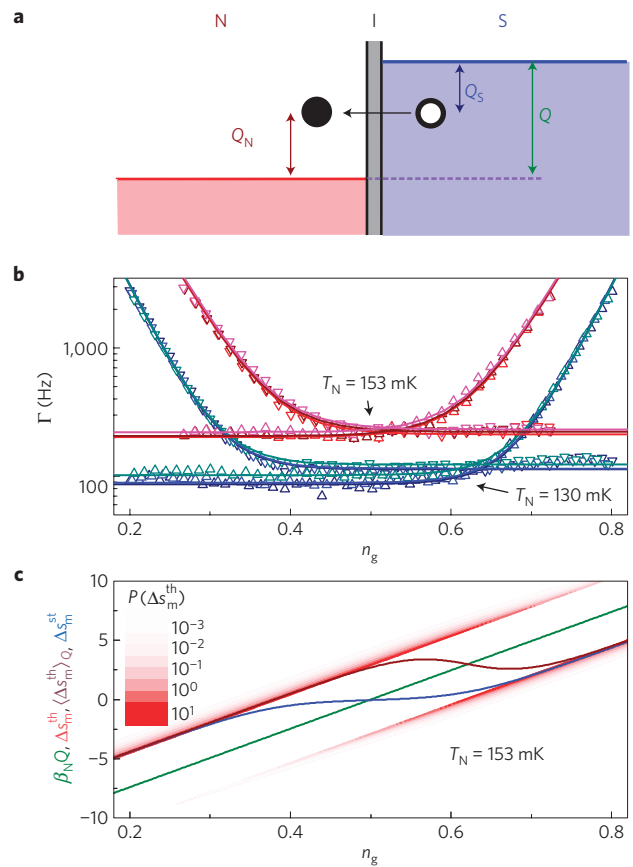 a
N I S
Q_N
Q_S
Q
b
Γ (Hz)
1,000
100
T_N = 153 mK
T_N = 130 mK
0.2 0.4 0.6 0.8
n_g
c
β_N Q, Δs_m^th, ⟨Δs_m^th⟩_Q, Δs_m^st
10
5
0
−5
−10
P (Δs_m^th)
10^−3
10^−2
10^−1
10^0
10^1
T_N = 153 mK
0.2 0.4 0.6 0.8
n_g